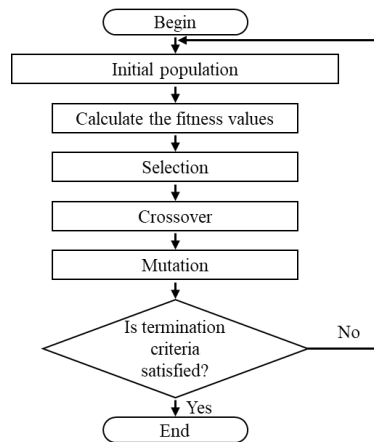 Begin
Initial population
Calculate the fitness values
Selection
Crossover
Mutation
Is termination
criteria
satisfied?
No
Yes
End